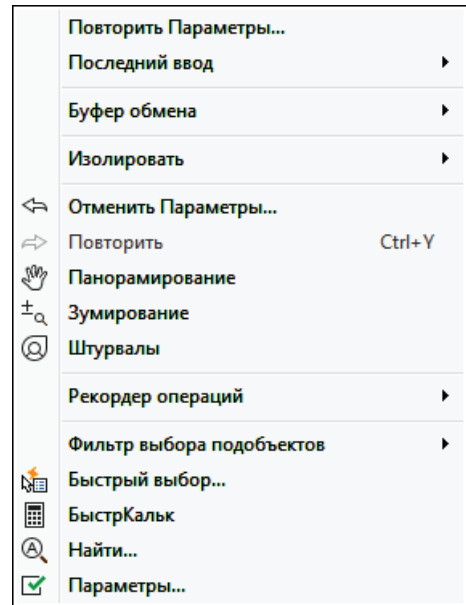 Повторить Параметры...
Последний ввод
Буфер обмена
Изолировать
Отменить Параметры...
Повторить Ctrl+Y
Панорамирование
Зумирование
Штурвалы
Рекордер операций
Фильтр выбора подобъектов
Быстрый выбор...
БыстрКальк
Найти...
Параметры...